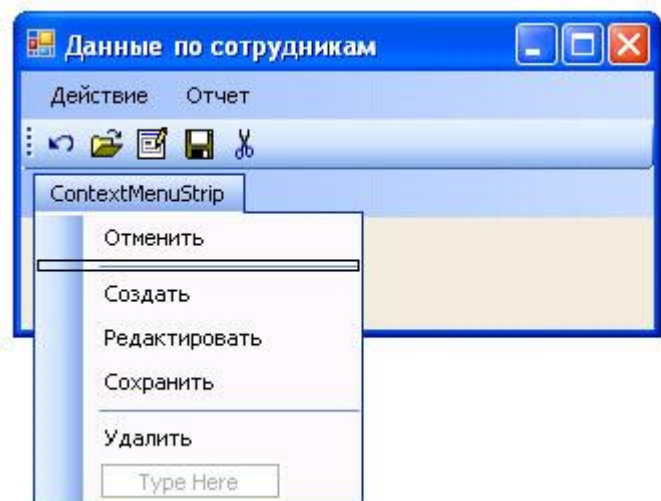 Данные по сотрудникам
Действие Отчет
ContextMenuStrip
Отменить
Создать
Редактировать
Сохранить
Удалить
Type Here